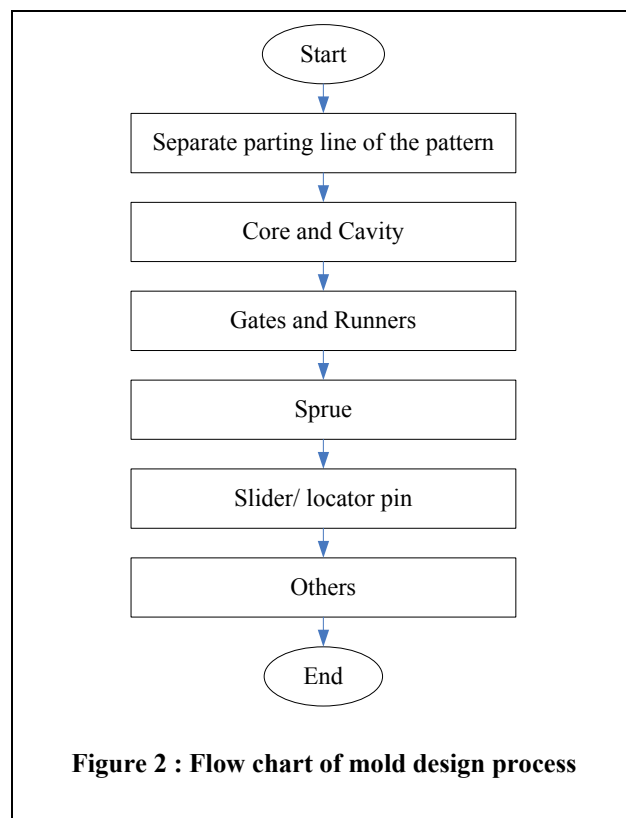 Start
Separate parting line of the pattern
Core and Cavity
Gates and Runners
Sprue
Slider/ locator pin
Others
End
Figure 2 : Flow chart of mold design process